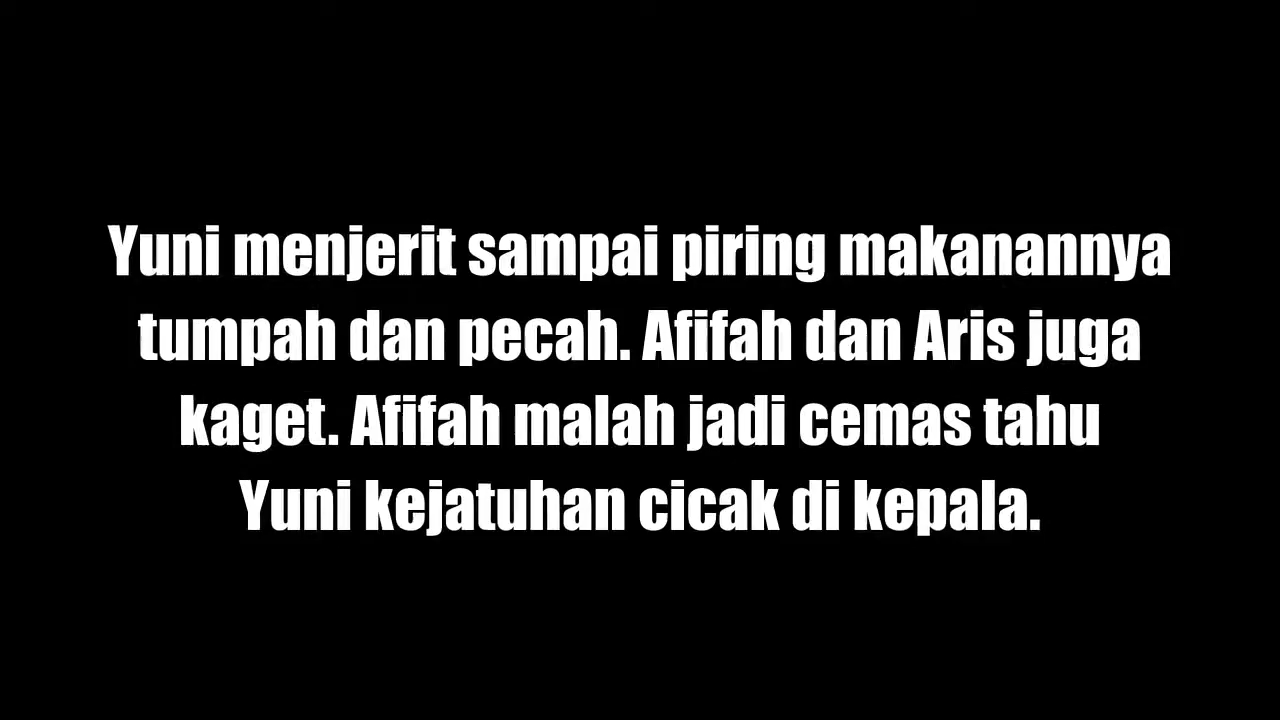 Yuni menjerit sampai piring makanannya
tumpah dan pecah. Afifah dan Aris juga
kaget. Afifah malah jadi cemas tahu
Yuni kejatuhan cicak di kepala.